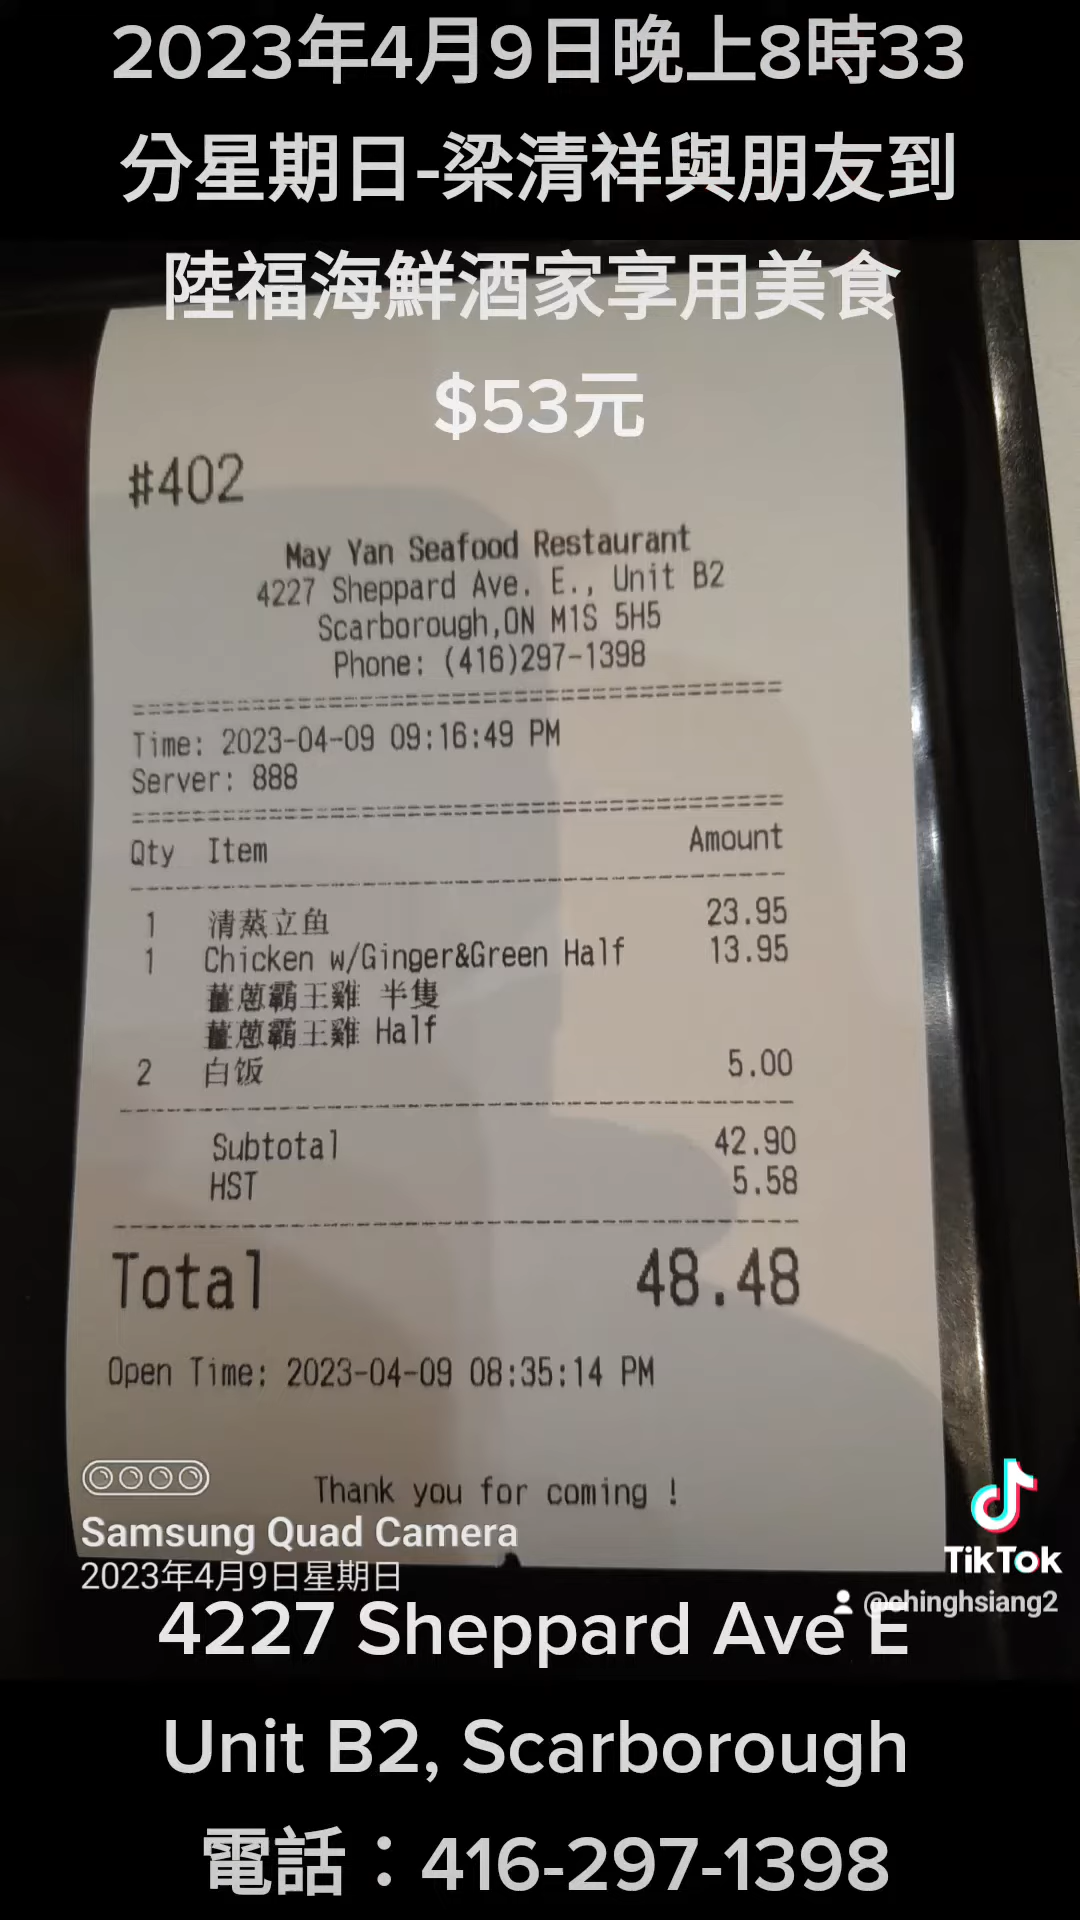 2023年4月9日晚上8時33
分星期日-梁清祥與朋友到
陸福海鮮酒家享用美食
$53元
#402
May Yan Seafood Restaurant
4227 Sheppard Ave. E., Unit B2
Scarborough,ON M1S 5H5
Phone: (416)297-1398
Time: 2023-04-09 09:16:49 PM
Server: 888
Qty Item Amount
1 清蒸立鱼 23.95
1 Chicken w/Ginger&Green Half 13.95
薑蔥霸王雞 半隻
薑蔥霸王雞 Half
2 白饭 5.00
Subtotal 42.90
HST 5.58
Total 48.48
Open Time: 2023-04-09 08:35:14 PM
Thank you for coming !
Samsung Quad Camera
2023年4月9日星期日
TikTok
@chinghsiang2
4227 Sheppard Ave E
Unit B2, Scarborough
電話：416-297-1398